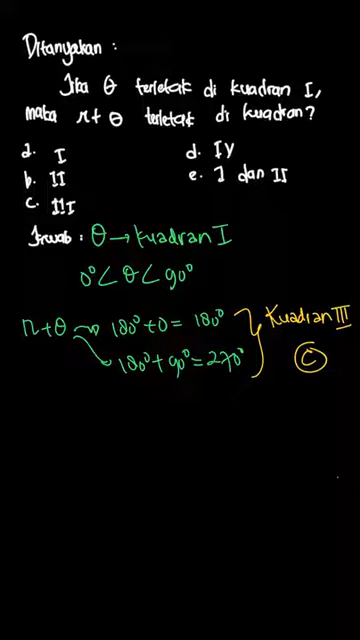 Ditanyakan :
Jika θ terletak di kuadran I,
maka π + θ terletak di kuadran?
a. I
b. II
c. III
d. IV
e. I dan II
Jawab : θ → kuadran I
0° < θ < 90°
π + θ → 180° + 0 = 180°
→ 180° + 90° = 270°
Kuadran III
C